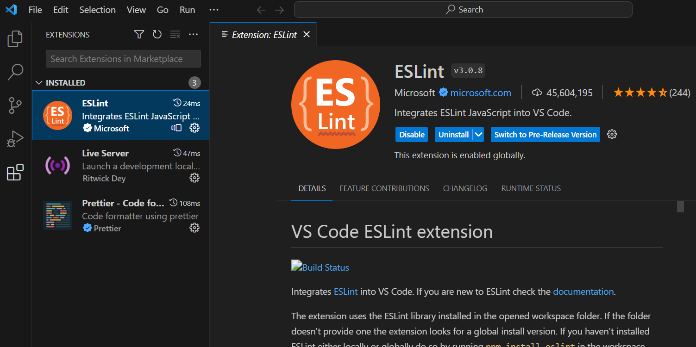 File Edit Selection View Go Run ··· Search
EXTENSIONS
Extension: ESLint
Search Extensions in Marketplace
INSTALLED 3
ESLint 24ms
Integrates ESLint JavaScript ...
Microsoft
Live Server 47ms
Launch a development local...
Ritwick Dey
Prettier - Code fo... 108ms
Code formatter using prettier
Prettier
ES
Lint
ESLint v3.0.8
Microsoft microsoft.com 45,604,195 (244)
Integrates ESLint JavaScript into VS Code.
Disable Uninstall Switch to Pre-Release Version
This extension is enabled globally.
DETAILS FEATURE CONTRIBUTIONS CHANGELOG RUNTIME STATUS
VS Code ESLint extension
Build Status
Integrates ESLint into VS Code. If you are new to ESLint check the documentation.
The extension uses the ESLint library installed in the opened workspace folder. If the folder
doesn't provide one the extension looks for a global install version. If you haven't installed
ESLint either locally or globally do so by running npm install eslint in the workspace